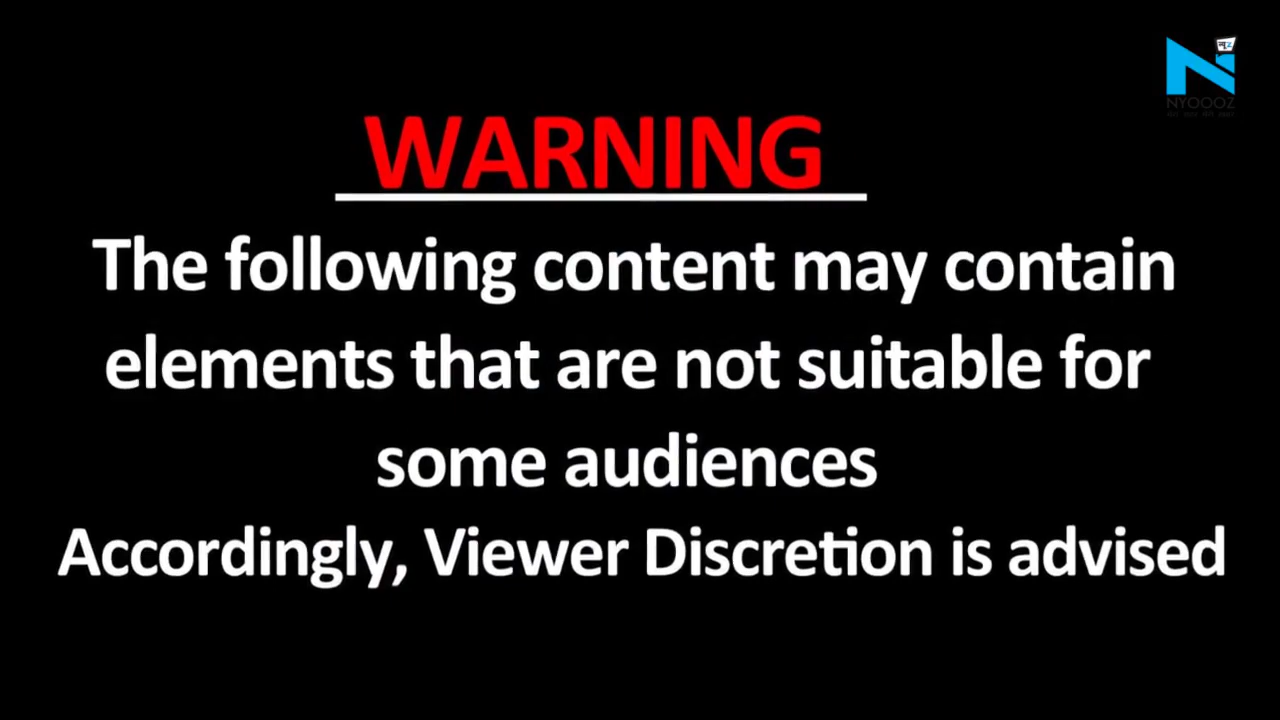 WARNING
The following content may contain
elements that are not suitable for
some audiences
Accordingly, Viewer Discretion is advised
NYOOOZ